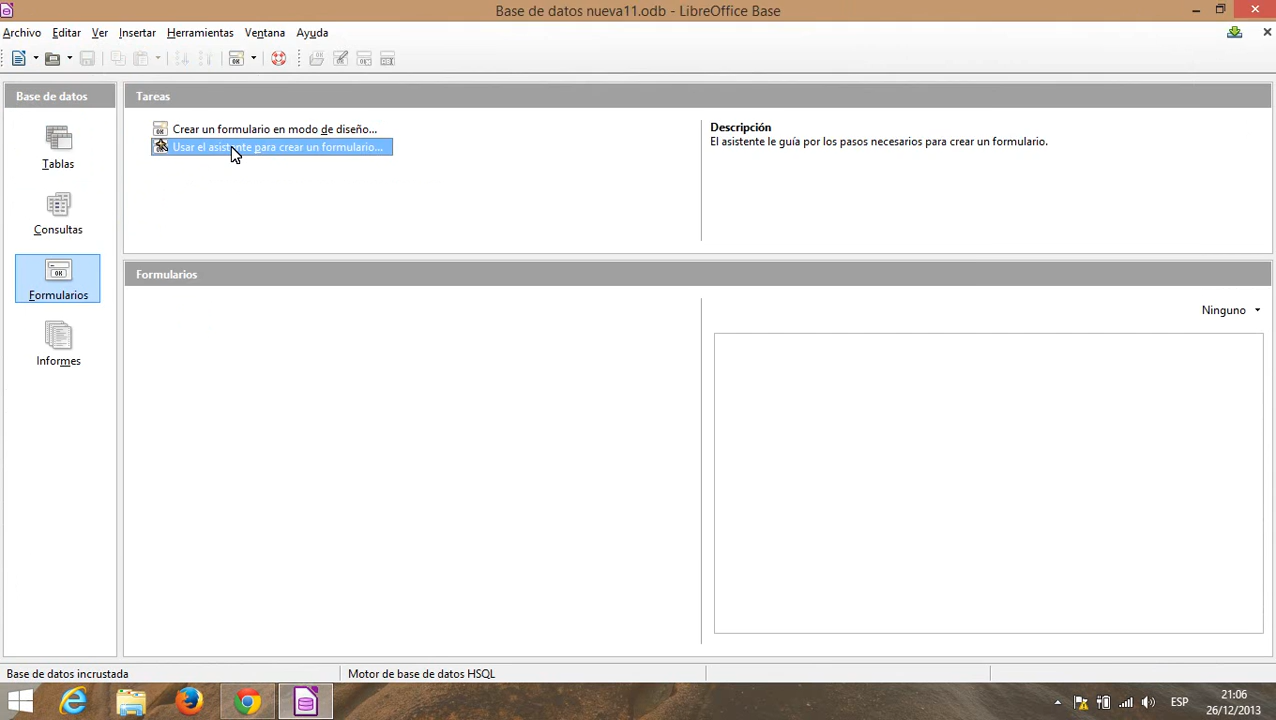 Base de datos nueva11.odb - LibreOffice Base
Archivo Editar Ver Insertar Herramientas Ventana Ayuda
Base de datos
Tablas
Consultas
Formularios
Informes
Tareas
Crear un formulario en modo de diseño...
Usar el asistente para crear un formulario...
Descripción
El asistente le guía por los pasos necesarios para crear un formulario.
Formularios
Ninguno
Base de datos incrustada
Motor de base de datos HSQL
ESP
21:06
26/12/2013